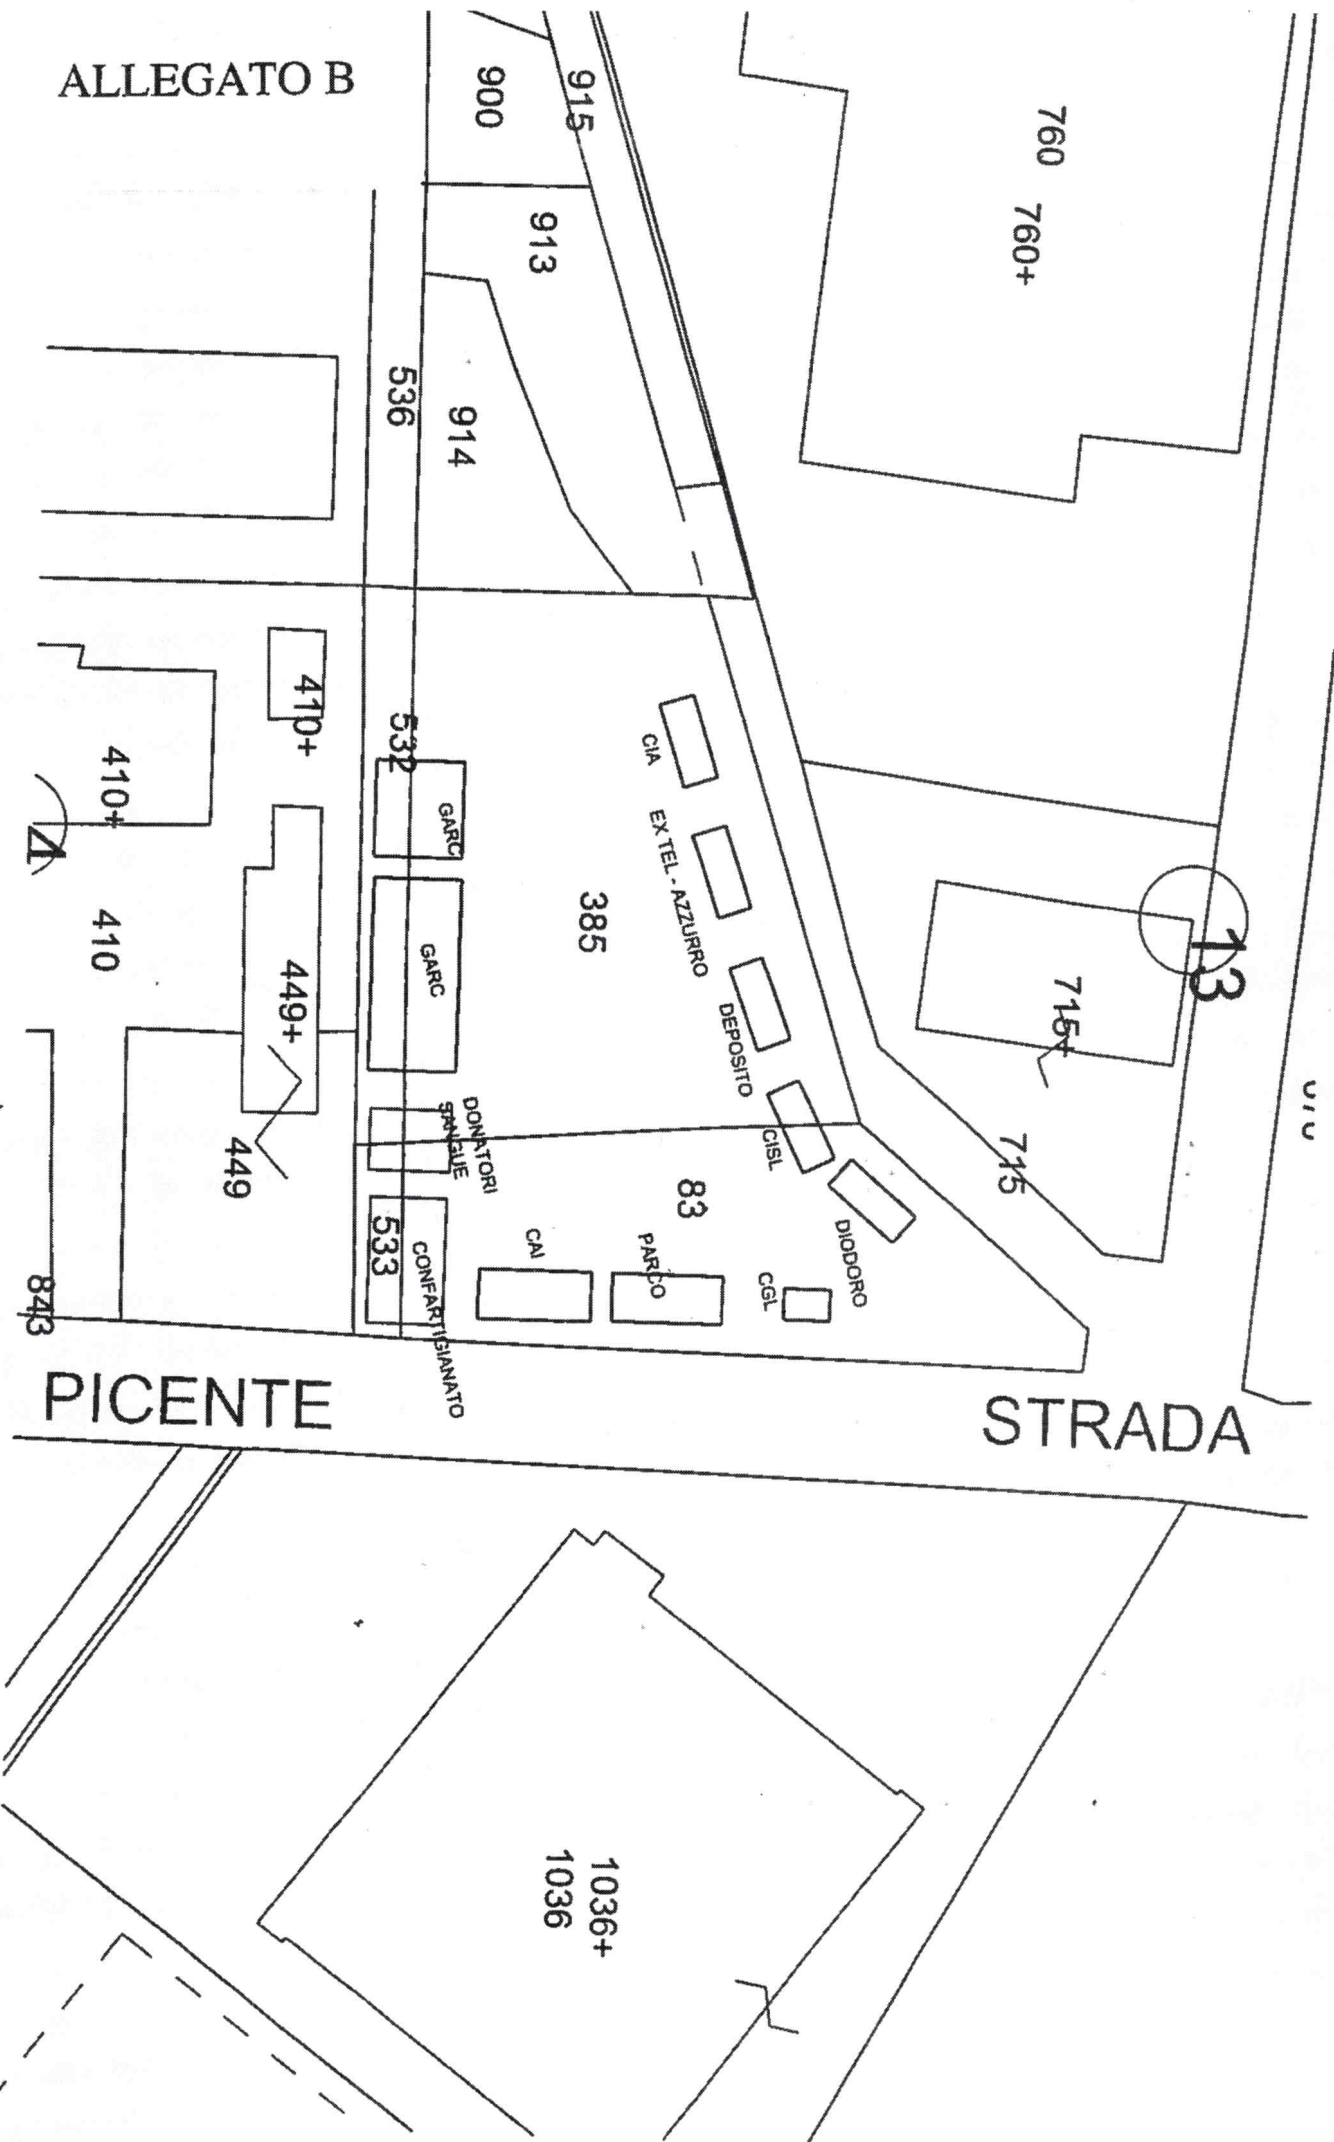 ALLEGATO B
900
915
760
760+
913
536
914
410+
532
CIA
410+
GARC
EX TEL - AZZURRO
4
410
GARC
385
449+
DEPOSITO
13
715+
DONATORI
SANGUE
CISL
715
449
83
533
CONFARTIGIANATO
CAI
PARCO
CGL
DIODORO
843
PICENTE
STRADA
1036+
1036